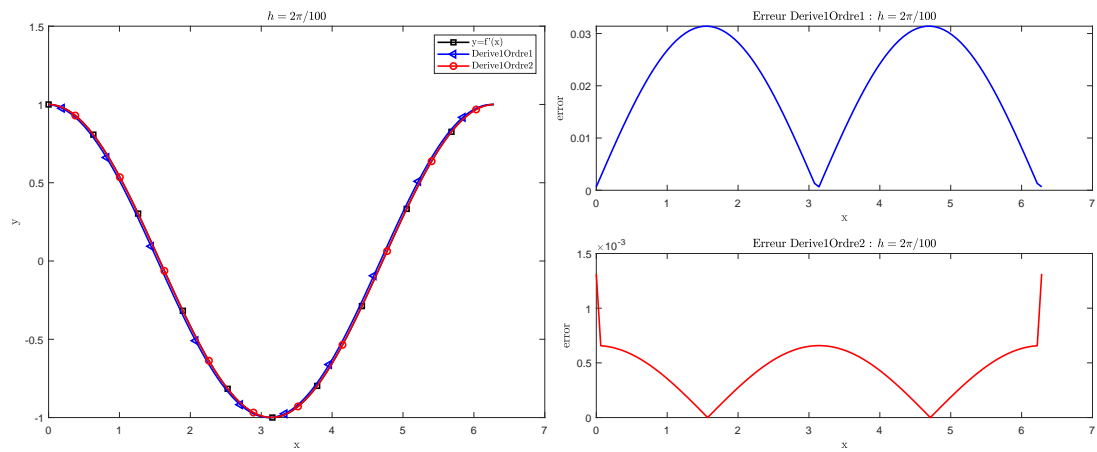 h = 2π/100
1.5
1
0.5
0
-0.5
-1
y
0 1 2 3 4 5 6 7
x
y=f'(x)
Derive1Ordre1
Derive1Ordre2
Erreur Derive1Ordre1 : h = 2π/100
0.03
0.02
0.01
0
error
0 1 2 3 4 5 6 7
x
Erreur Derive1Ordre2 : h = 2π/100
×10⁻³
1.5
1
0.5
0
error
0 1 2 3 4 5 6 7
x